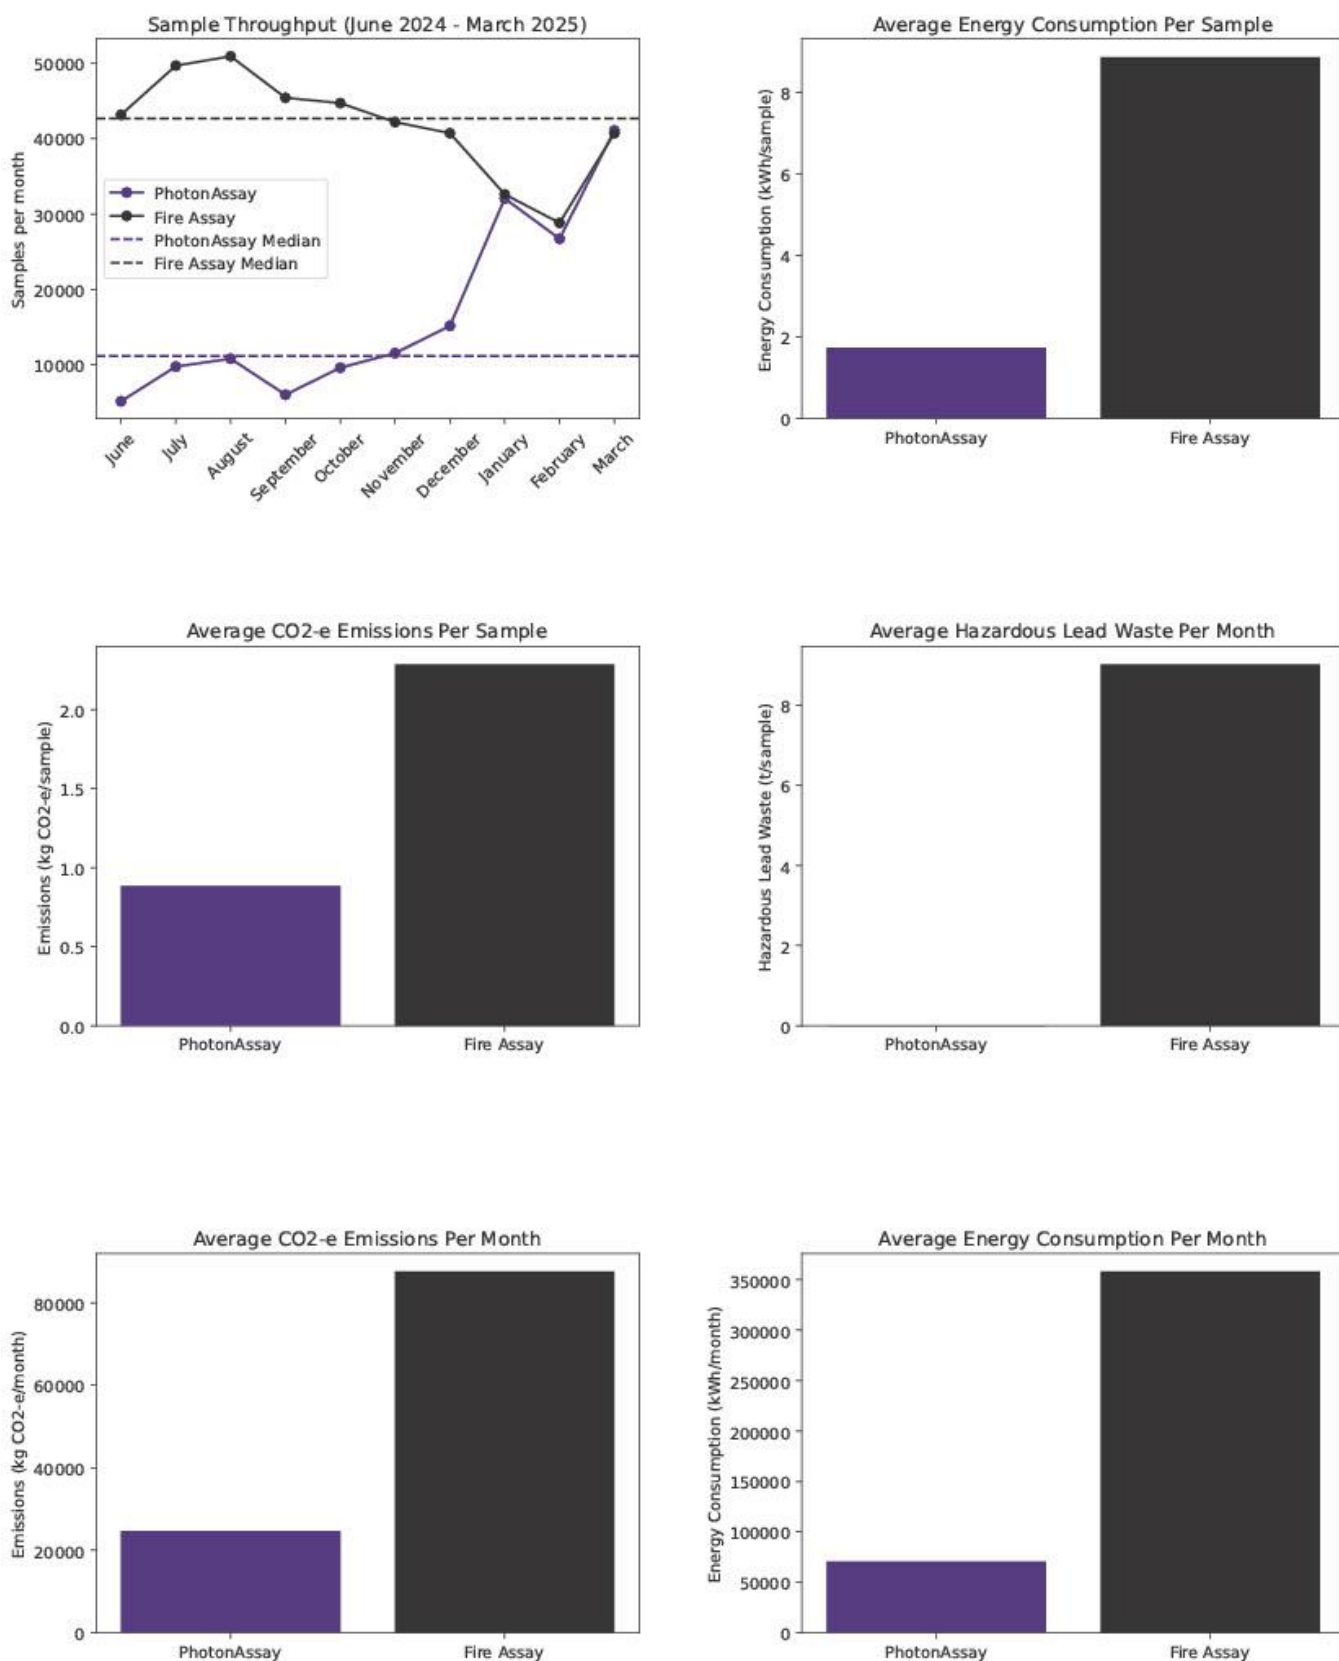 Sample Throughput (June 2024 - March 2025)
Samples per month
50000
40000
30000
20000
10000
PhotonAssay
Fire Assay
PhotonAssay Median
Fire Assay Median
June
July
August
September
October
November
December
January
February
March
Average Energy Consumption Per Sample
Energy Consumption (kWh/sample)
8
6
4
2
0
PhotonAssay
Fire Assay
Average CO2-e Emissions Per Sample
Emissions (kg CO2-e/sample)
2.0
1.5
1.0
0.5
0.0
PhotonAssay
Fire Assay
Average Hazardous Lead Waste Per Month
Hazardous Lead Waste (t/sample)
8
6
4
2
0
PhotonAssay
Fire Assay
Average CO2-e Emissions Per Month
Emissions (kg CO2-e/month)
80000
60000
40000
20000
0
PhotonAssay
Fire Assay
Average Energy Consumption Per Month
Energy Consumption (kWh/month)
350000
300000
250000
200000
150000
100000
50000
0
PhotonAssay
Fire Assay